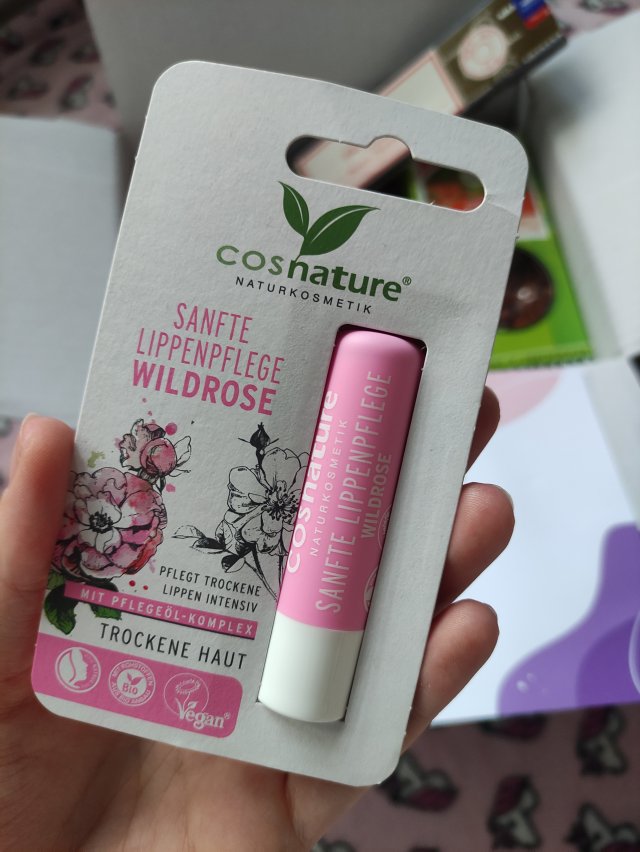 cosnature®
NATURKOSMETIK
SANFTE
LIPPENPFLEGE
WILDROSE
PFLEGT TROCKENE
LIPPEN INTENSIV
MIT PFLEGEÖL-KOMPLEX
TROCKENE HAUT
Bio
Vegan
cosnature
NATURKOSMETIK
SANFTE LIPPENPFLEGE
WILDROSE